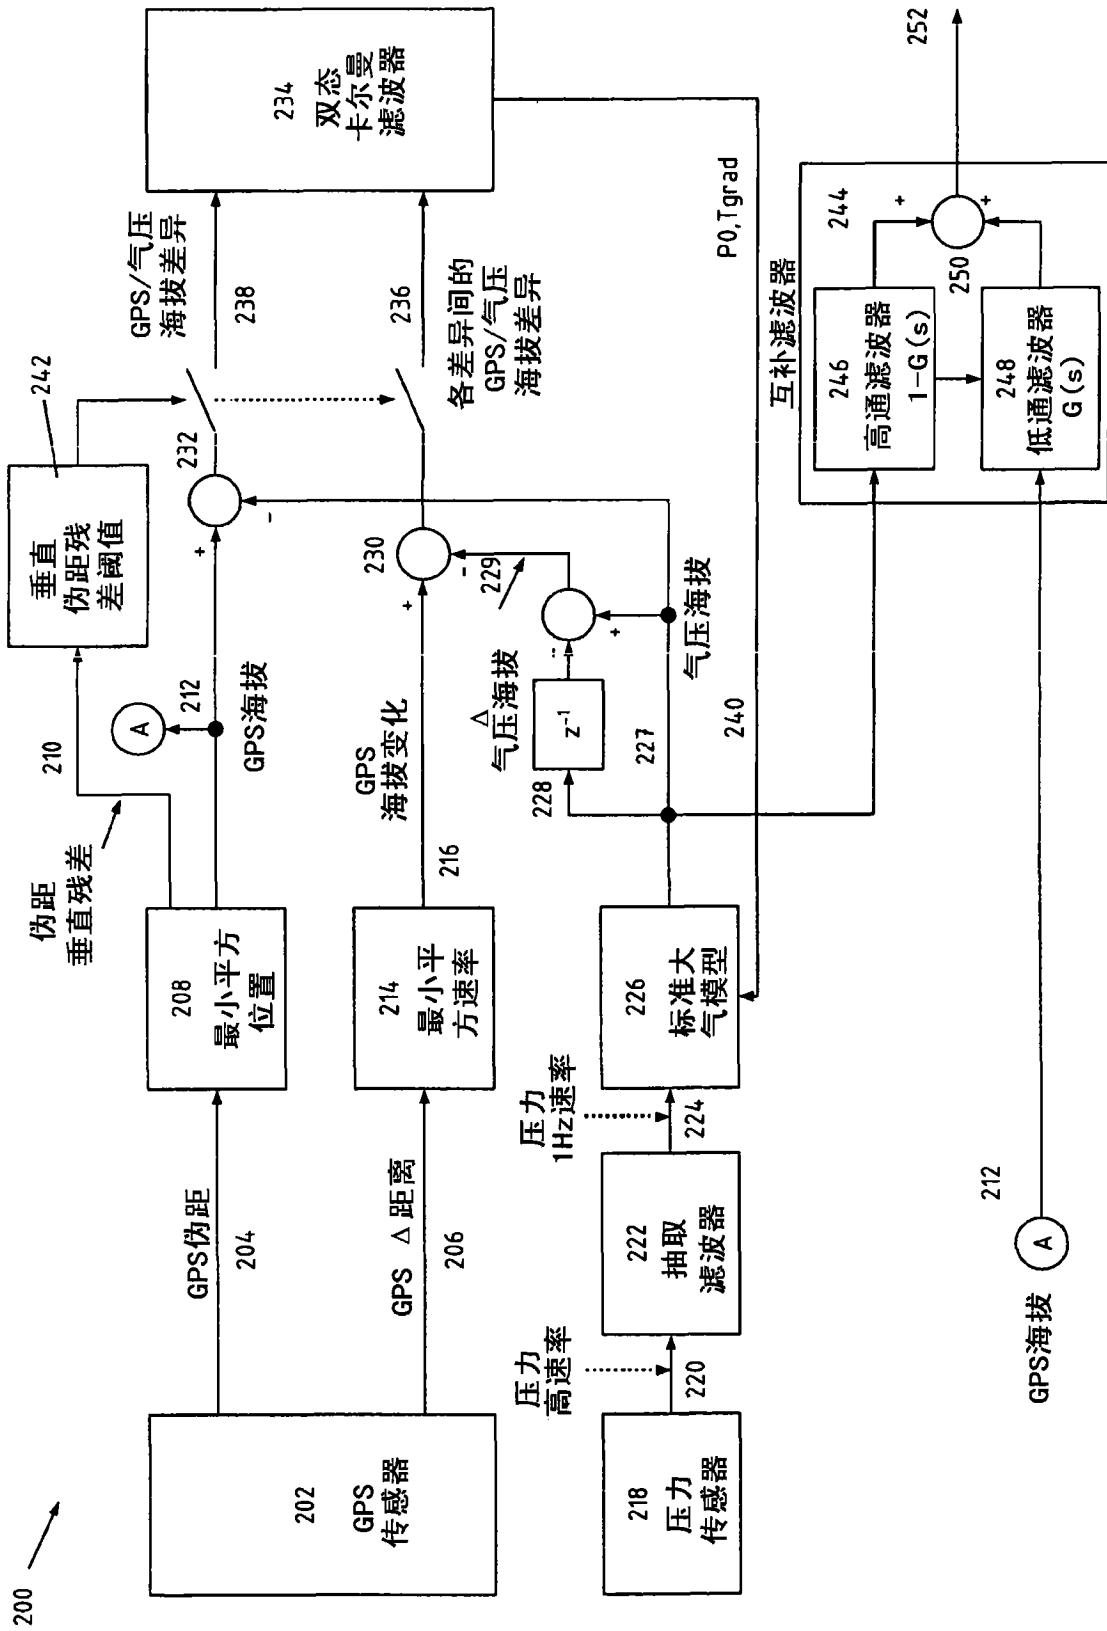 200
202
GPS
传感器
GPS伪距
204
GPS △距离
206
208
最小平方
位置
伪距
垂直残差
210
A
212
GPS海拔
214
最小平
方速率
216
GPS
海拔变化
垂直
伪距残
差阈值
242
+
-
232
GPS/气压
海拔差异
238
+
-
230
229
各差异间的
GPS/气压
海拔差异
236
234
双态
卡尔曼
滤波器
218
压力
传感器
压力
高速率
220
222
抽取
滤波器
压力
1Hz速率
224
226
标准大
气模型
228
z⁻¹
△
气压海拔
227
+
气压海拔
240
P0,Tgrad
GPS海拔
A
212
互补滤波器
244
246
高通滤波器
1-G(s)
248
低通滤波器
G(s)
+
+
250
252